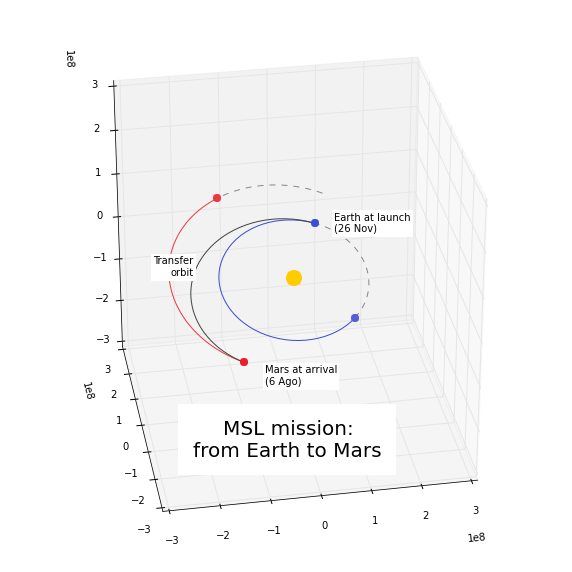 1e8
3
2
1
0
−1
−2
−3
Earth at launch
(26 Nov)
Transfer
orbit
Mars at arrival
(6 Ago)
1e8
3
2
1
0
−1
−2
−3
MSL mission:
from Earth to Mars
−3
−2
−1
0
1
2
3
1e8